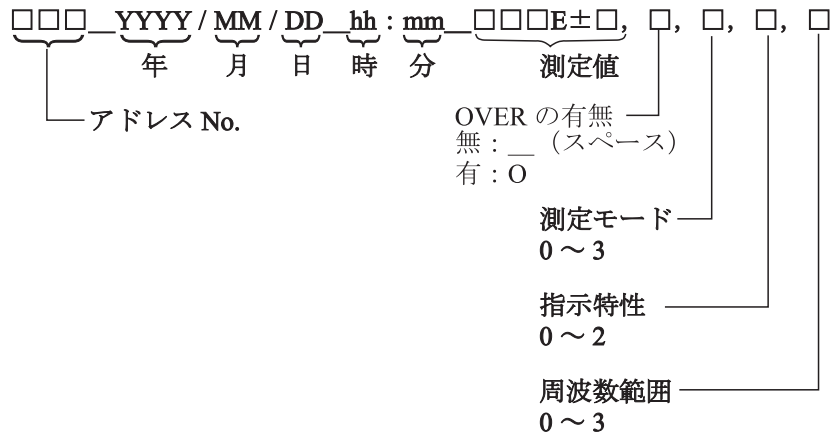 □□□_YYYY/MM/DD_hh:mm_□□□E±□, □, □, □, □
年 月 日 時 分 測定値
アドレス No.
OVER の有無
無:_(スペース)
有:O
測定モード
0～3
指示特性
0～2
周波数範囲
0～3